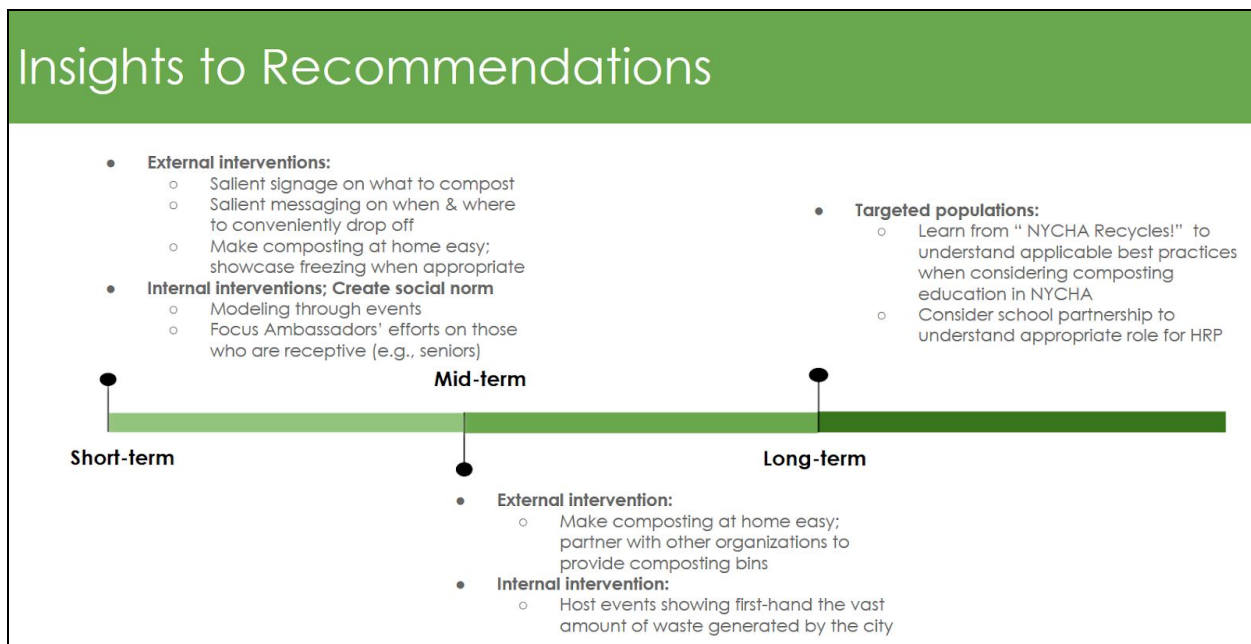 Insights to Recommendations
● External interventions:
○ Salient signage on what to compost
○ Salient messaging on when & where
to conveniently drop off
○ Make composting at home easy;
showcase freezing when appropriate
● Internal interventions; Create social norm
○ Modeling through events
○ Focus Ambassadors’ efforts on those
who are receptive (e.g., seniors)
● Targeted populations:
○ Learn from “ NYCHA Recycles!” to
understand applicable best practices
when considering composting
education in NYCHA
○ Consider school partnership to
understand appropriate role for HRP
Mid-term
Short-term
Long-term
● External intervention:
○ Make composting at home easy;
partner with other organizations to
provide composting bins
● Internal intervention:
○ Host events showing first-hand the vast
amount of waste generated by the city